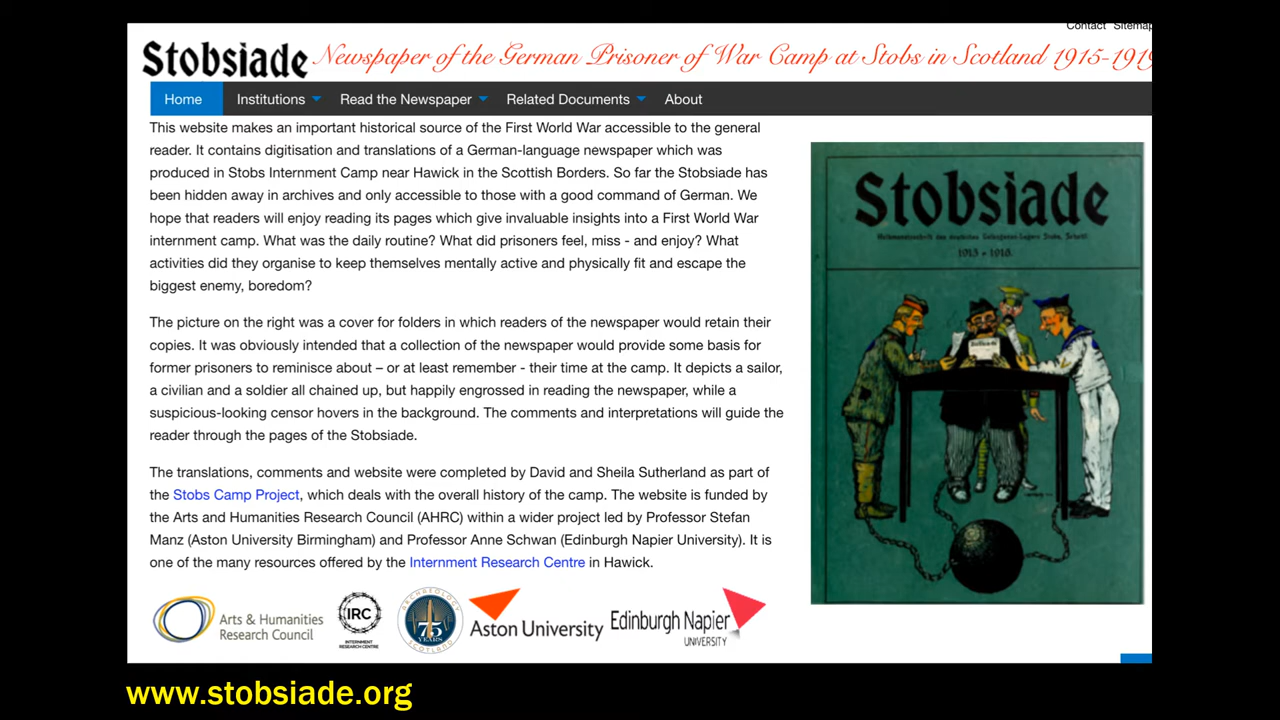 Contact Sitemap
Stobsiade Newspaper of the German Prisoner of War Camp at Stobs in Scotland 1915-1919
Home Institutions Read the Newspaper Related Documents About
This website makes an important historical source of the First World War accessible to the general
reader. It contains digitisation and translations of a German-language newspaper which was
produced in Stobs Internment Camp near Hawick in the Scottish Borders. So far the Stobsiade has
been hidden away in archives and only accessible to those with a good command of German. We
hope that readers will enjoy reading its pages which give invaluable insights into a First World War
internment camp. What was the daily routine? What did prisoners feel, miss - and enjoy? What
activities did they organise to keep themselves mentally active and physically fit and escape the
biggest enemy, boredom?
The picture on the right was a cover for folders in which readers of the newspaper would retain their
copies. It was obviously intended that a collection of the newspaper would provide some basis for
former prisoners to reminisce about – or at least remember - their time at the camp. It depicts a sailor,
a civilian and a soldier all chained up, but happily engrossed in reading the newspaper, while a
suspicious-looking censor hovers in the background. The comments and interpretations will guide the
reader through the pages of the Stobsiade.
The translations, comments and website were completed by David and Sheila Sutherland as part of
the Stobs Camp Project, which deals with the overall history of the camp. The website is funded by
the Arts and Humanities Research Council (AHRC) within a wider project led by Professor Stefan
Manz (Aston University Birmingham) and Professor Anne Schwan (Edinburgh Napier University). It is
one of the many resources offered by the Internment Research Centre in Hawick.
Stobsiade
Arts & Humanities
Research Council
IRC
INTERNMENT
RESEARCH CENTRE
ARCHAEOLOGY
75
YEARS
SCOTLAND
Aston University
Edinburgh Napier
UNIVERSITY
www.stobsiade.org